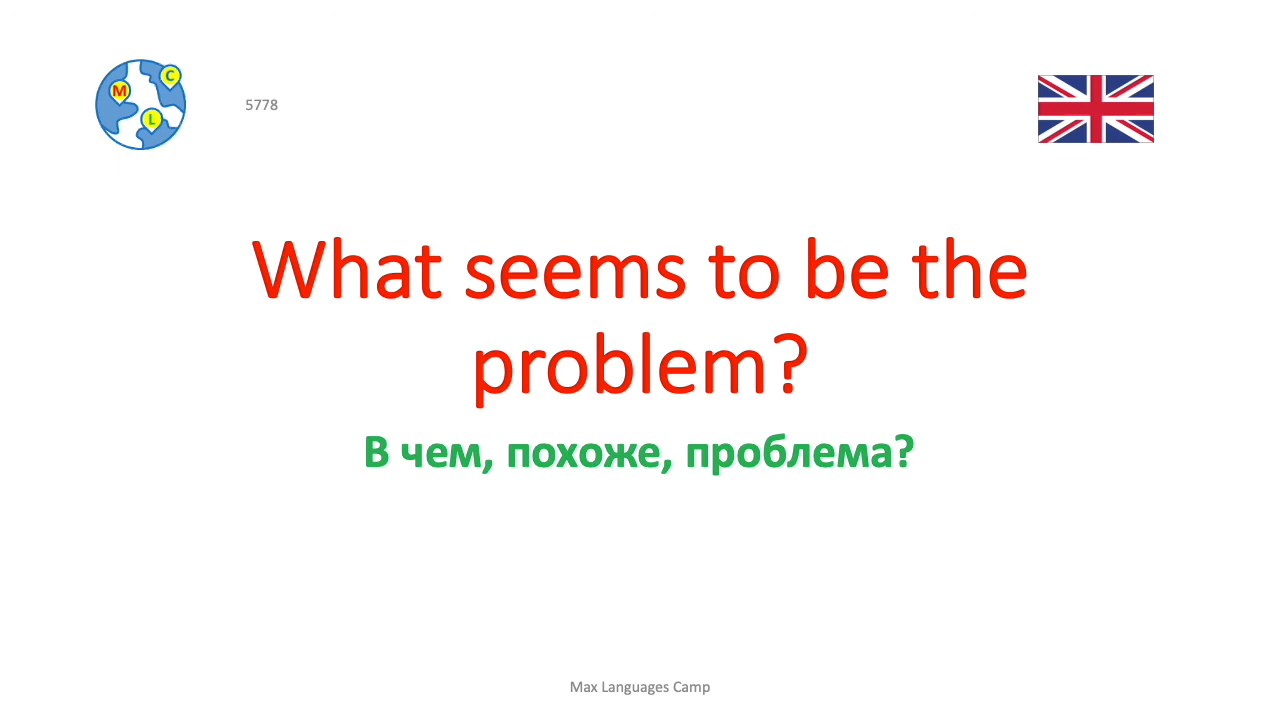 M
C
L
5778
What seems to be the
problem?
В чем, похоже, проблема?
Max Languages Camp